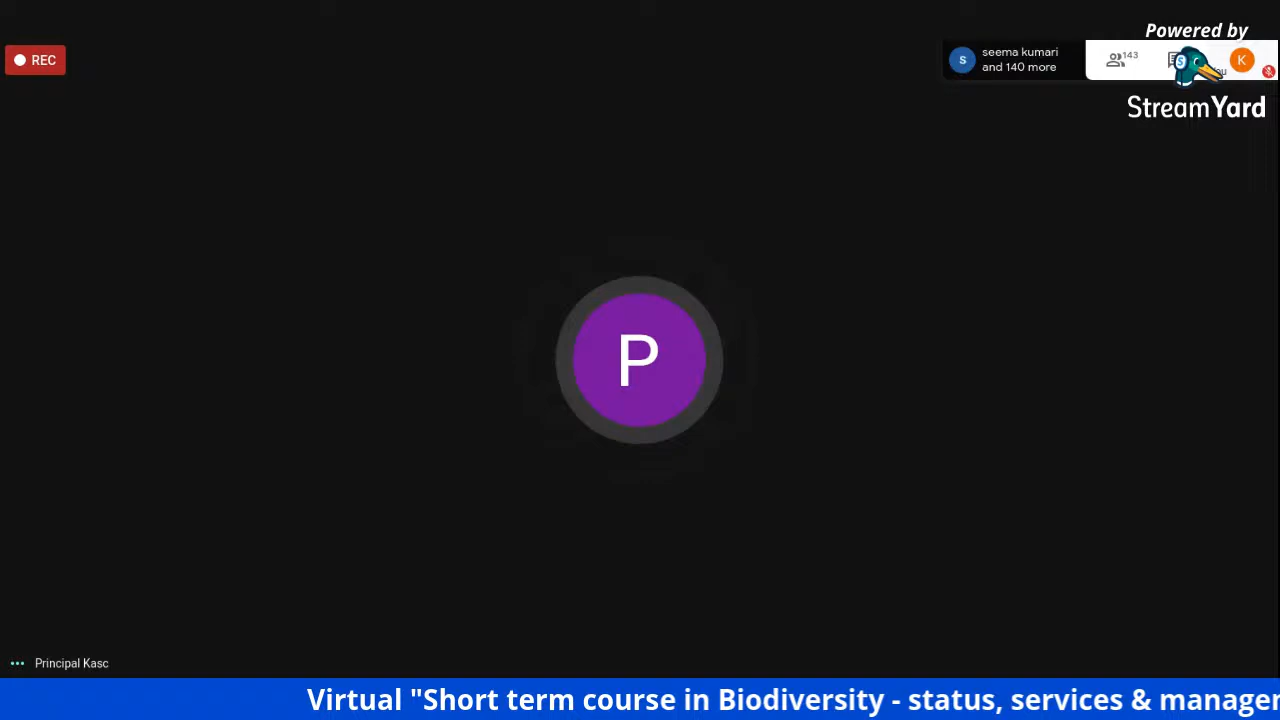 Powered by
REC
seema kumari
and 140 more
S
143
K
StreamYard
P
Principal Kasc
Virtual "Short term course in Biodiversity - status, services & manager